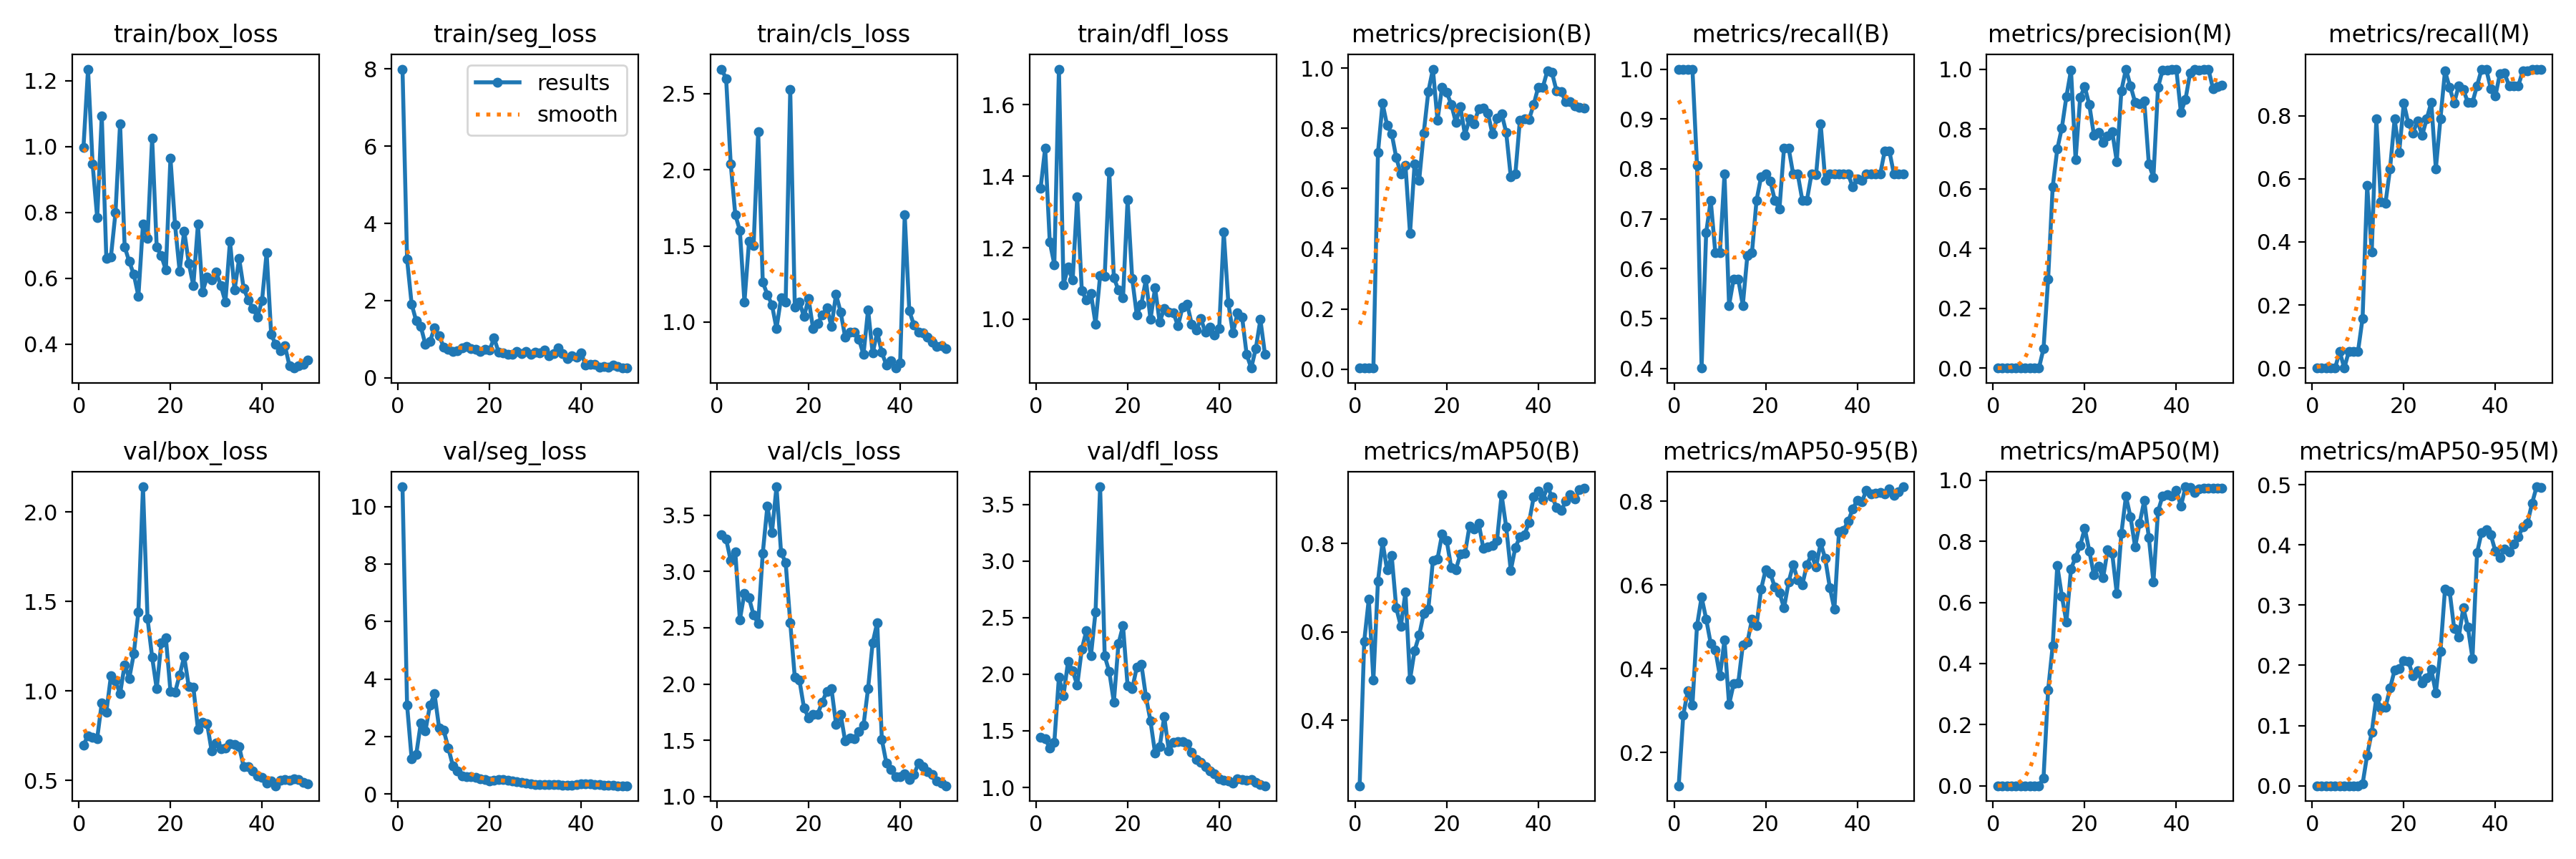 train/box_loss
1.2
1.0
0.8
0.6
0.4
0 20 40
train/seg_loss
8
6
4
2
0
results
smooth
0 20 40
train/cls_loss
2.5
2.0
1.5
1.0
0 20 40
train/dfl_loss
1.6
1.4
1.2
1.0
0 20 40
metrics/precision(B)
1.0
0.8
0.6
0.4
0.2
0.0
0 20 40
metrics/recall(B)
1.0
0.9
0.8
0.7
0.6
0.5
0.4
0 20 40
metrics/precision(M)
1.0
0.8
0.6
0.4
0.2
0.0
0 20 40
metrics/recall(M)
0.8
0.6
0.4
0.2
0.0
0 20 40
val/box_loss
2.0
1.5
1.0
0.5
0 20 40
val/seg_loss
10
8
6
4
2
0
0 20 40
val/cls_loss
3.5
3.0
2.5
2.0
1.5
1.0
0 20 40
val/dfl_loss
3.5
3.0
2.5
2.0
1.5
1.0
0 20 40
metrics/mAP50(B)
0.8
0.6
0.4
0 20 40
metrics/mAP50-95(B)
0.8
0.6
0.4
0.2
0 20 40
metrics/mAP50(M)
1.0
0.8
0.6
0.4
0.2
0.0
0 20 40
metrics/mAP50-95(M)
0.5
0.4
0.3
0.2
0.1
0.0
0 20 40